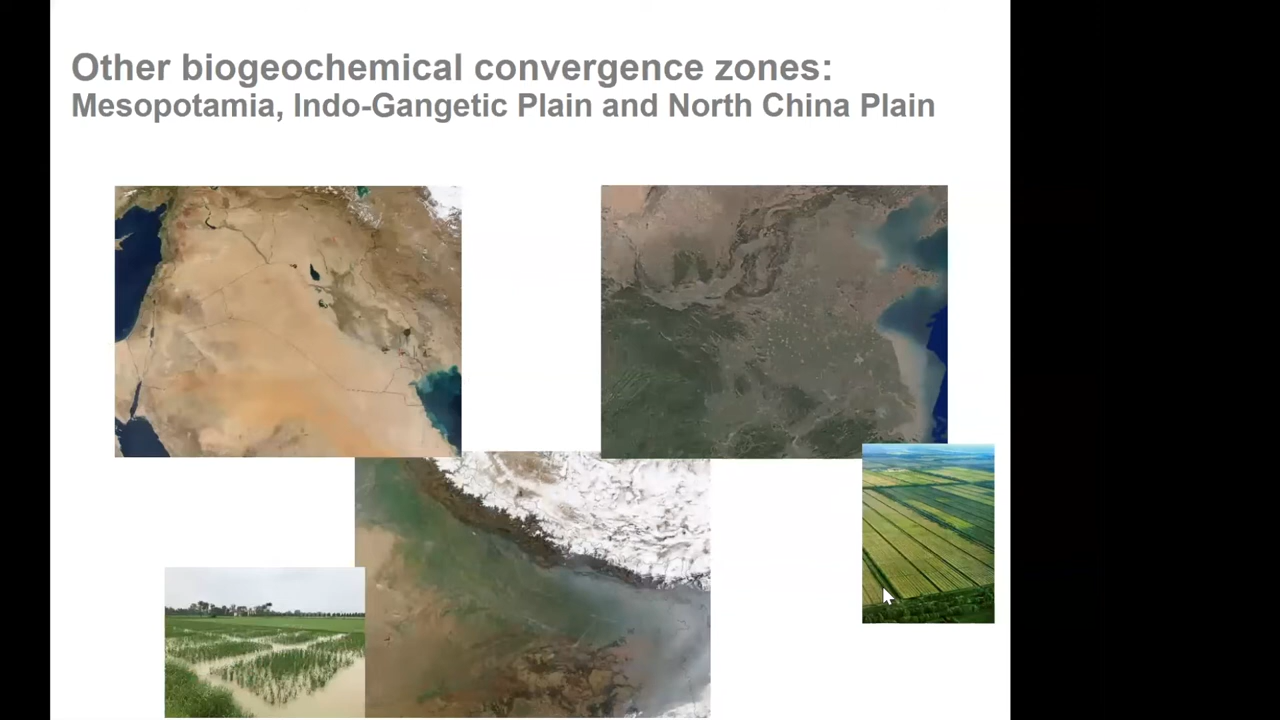 Other biogeochemical convergence zones:
Mesopotamia, Indo-Gangetic Plain and North China Plain